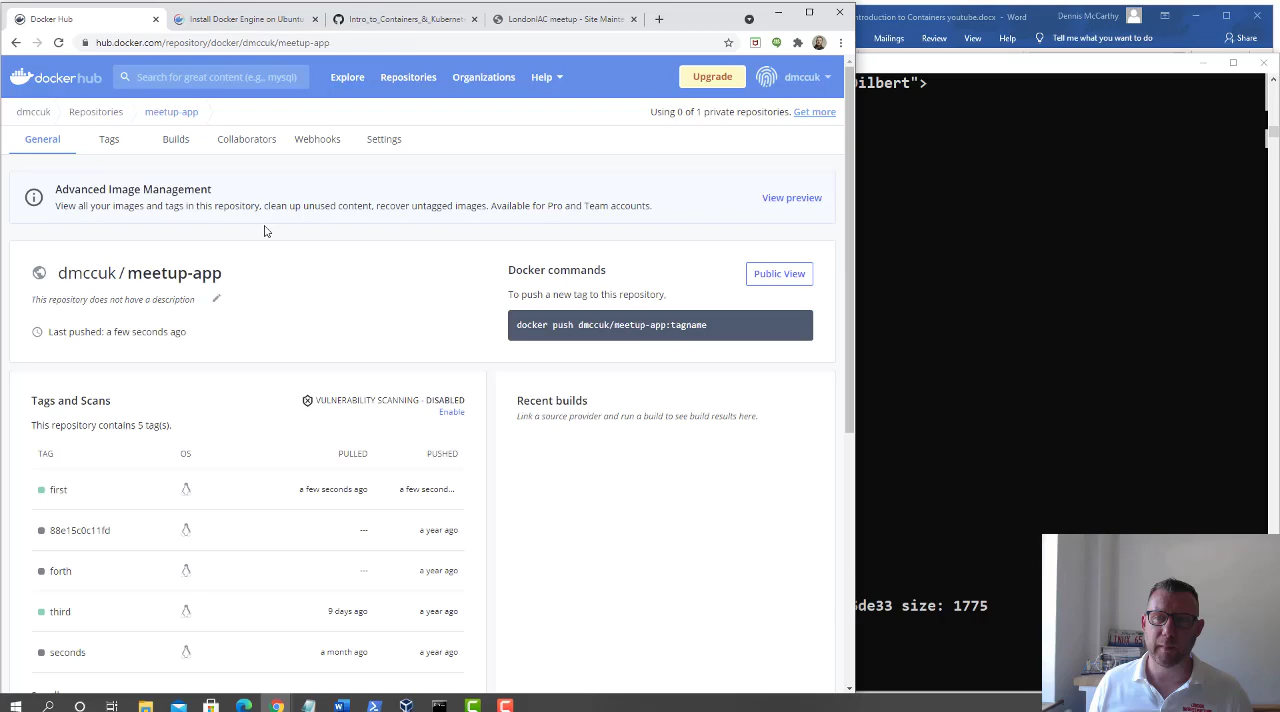 Docker Hub
Install Docker Engine on Ubuntu
Intro_to_Containers_&_Kubernet
LondonIAC meetup - Site Mainte
ntroduction to Containers youtube.docx - Word
Dennis McCarthy
hub.docker.com/repository/docker/dmccuk/meetup-app
Mailings
Review
View
Help
Tell me what you want to do
Share
dockerhub
Search for great content (e.g., mysql)
Explore
Repositories
Organizations
Help
Upgrade
dmccuk
ilbert">
dmccuk
Repositories
meetup-app
Using 0 of 1 private repositories. Get more
General
Tags
Builds
Collaborators
Webhooks
Settings
Advanced Image Management
View all your images and tags in this repository, clean up unused content, recover untagged images. Available for Pro and Team accounts.
View preview
dmccuk / meetup-app
This repository does not have a description
Last pushed: a few seconds ago
Docker commands
Public View
To push a new tag to this repository,
docker push dmccuk/meetup-app:tagname
Tags and Scans
VULNERABILITY SCANNING - DISABLED
Enable
This repository contains 5 tag(s).
TAG
OS
PULLED
PUSHED
first
a few seconds ago
a few second...
88e15c0c11fd
---
a year ago
forth
---
a year ago
third
9 days ago
a year ago
seconds
a month ago
a year ago
Recent builds
Link a source provider and run a build to see build results here.
de33 size: 1775